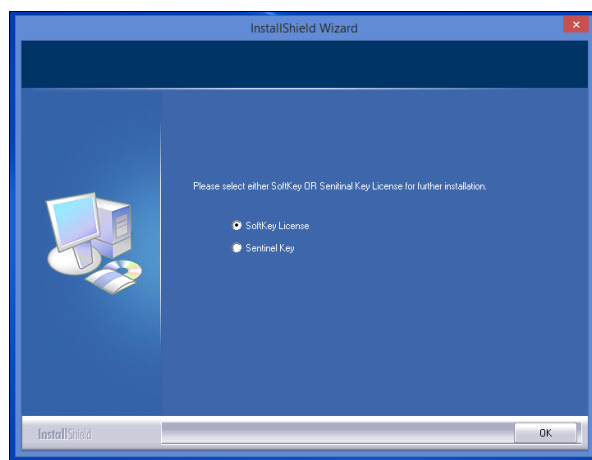 InstallShield Wizard
Please select either SoftKey OR Senitinal Key License for further installation.
SoftKey License
Sentinel Key
InstallShield
OK